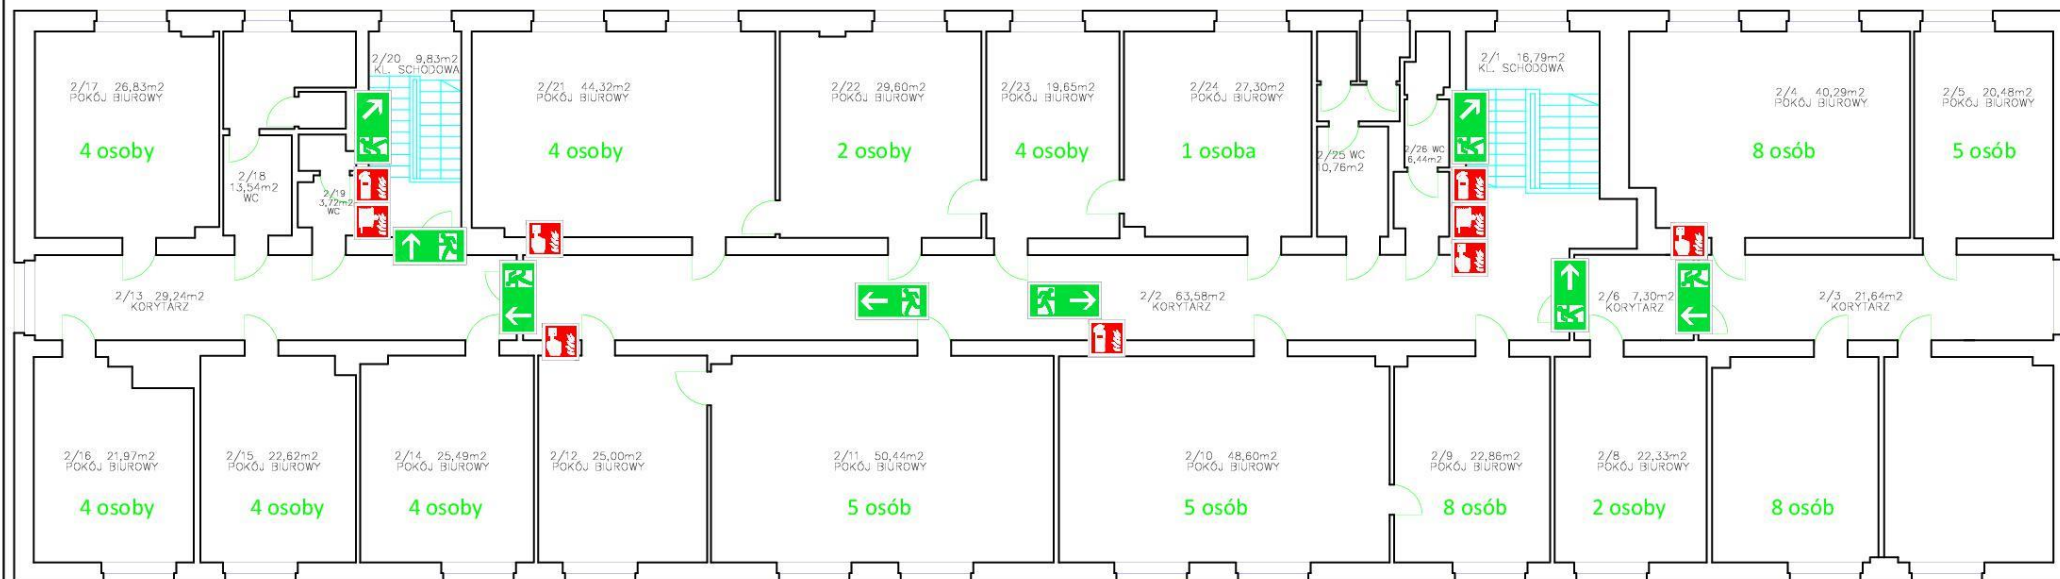 2/17 26,83m2
POKÓJ BIUROWY
4 osoby
2/18
13,54m2
WC
2/19
3,72m2
WC
2/20 9,83m2
KL. SCHODOWA
2/21 44,32m2
POKÓJ BIUROWY
4 osoby
2/22 29,60m2
POKÓJ BIUROWY
2 osoby
2/23 19,65m2
POKÓJ BIUROWY
4 osoby
2/24 27,30m2
POKÓJ BIUROWY
1 osoba
2/25 WC
10,76m2
2/26 WC
6,44m2
2/1 16,79m2
KL. SCHODOWA
2/4 40,29m2
POKÓJ BIUROWY
8 osób
2/5 20,48m2
POKÓJ BIUROWY
5 osób
2/13 29,24m2
KORYTARZ
2/2 63,58m2
KORYTARZ
2/6 7,30m2
KORYTARZ
2/3 21,64m2
KORYTARZ
2/16 21,97m2
POKÓJ BIUROWY
4 osoby
2/15 22,62m2
POKÓJ BIUROWY
4 osoby
2/14 25,49m2
POKÓJ BIUROWY
4 osoby
2/12 25,00m2
POKÓJ BIUROWY
2/11 50,44m2
POKÓJ BIUROWY
5 osób
2/10 48,60m2
POKÓJ BIUROWY
5 osób
2/9 22,86m2
POKÓJ BIUROWY
8 osób
2/8 22,33m2
POKÓJ BIUROWY
2 osoby
8 osób